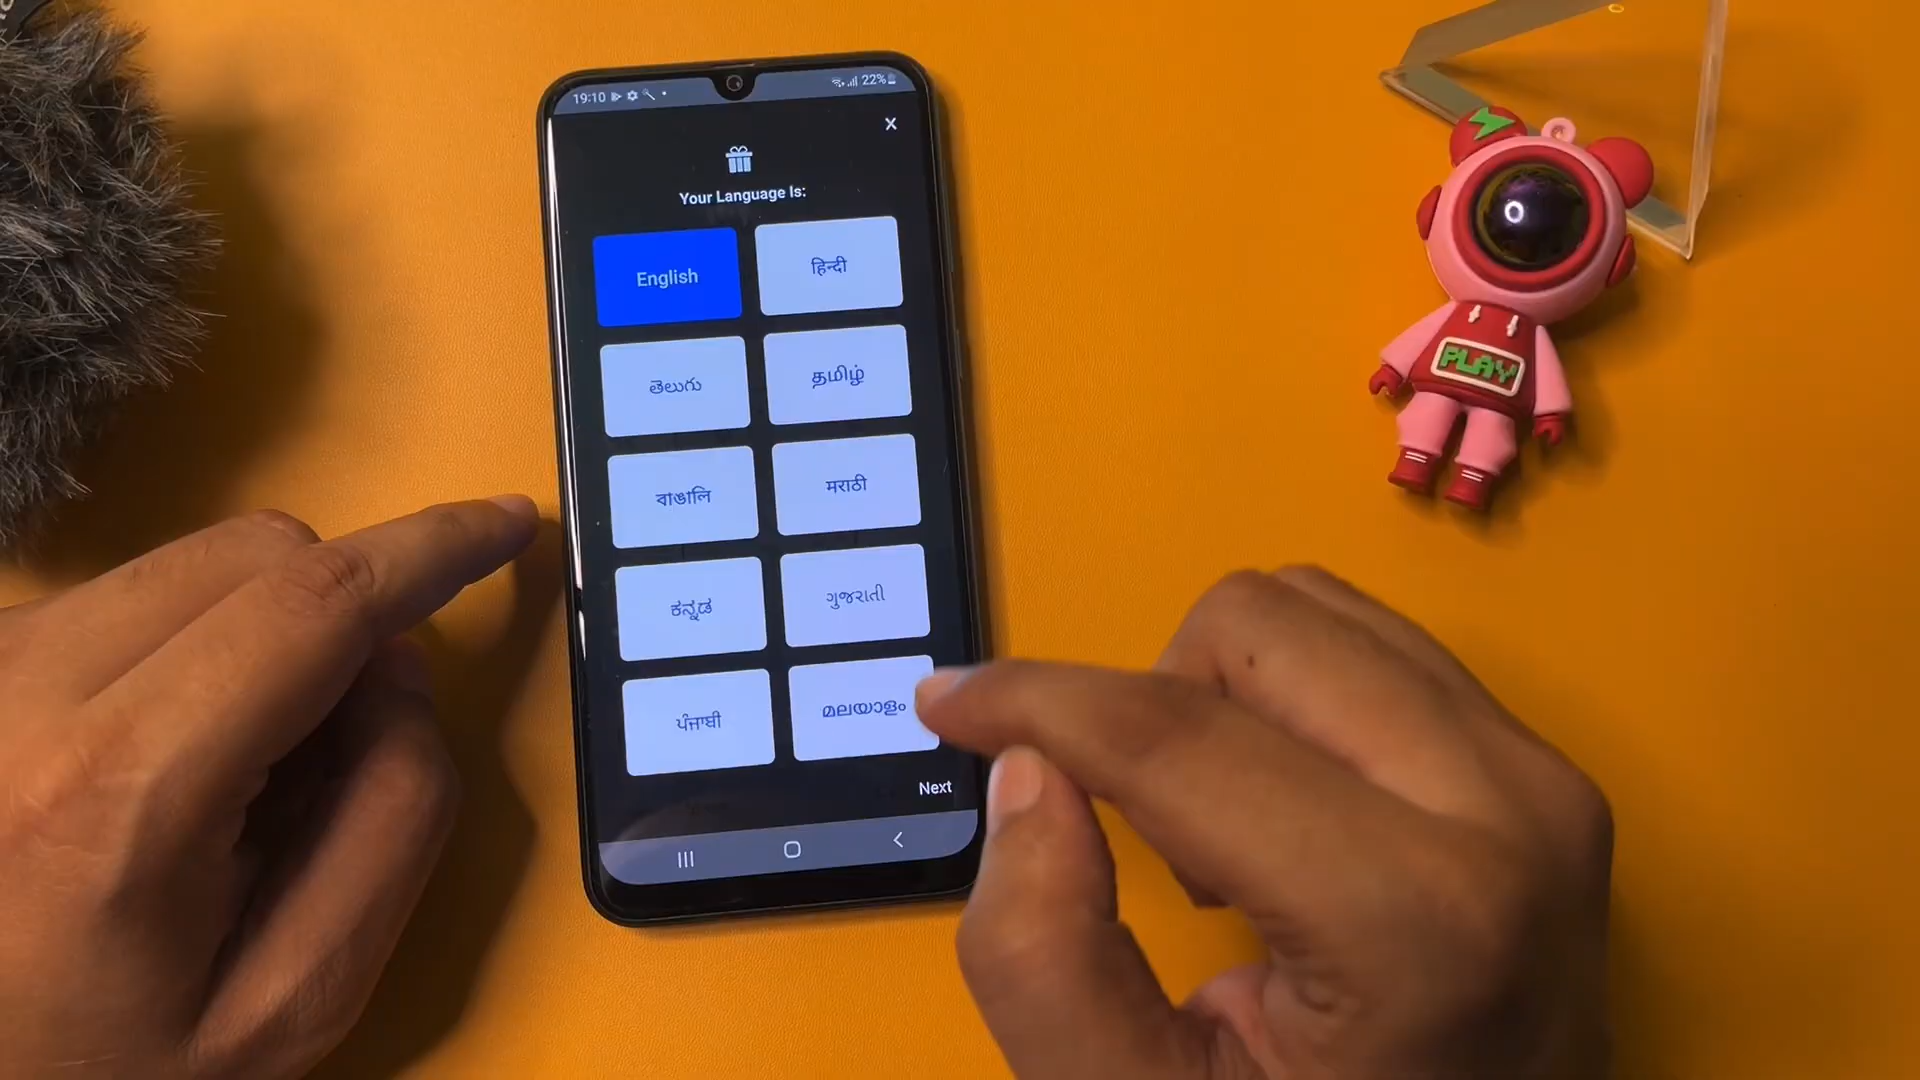 19:10
22%
X
Your Language Is:
English
हिन्दी
తెలుగు
தமிழ்
বাঙালি
मराठी
ಕನ್ನಡ
ગુજરાતી
ਪੰਜਾਬੀ
മലയാളം
Next
PLAY